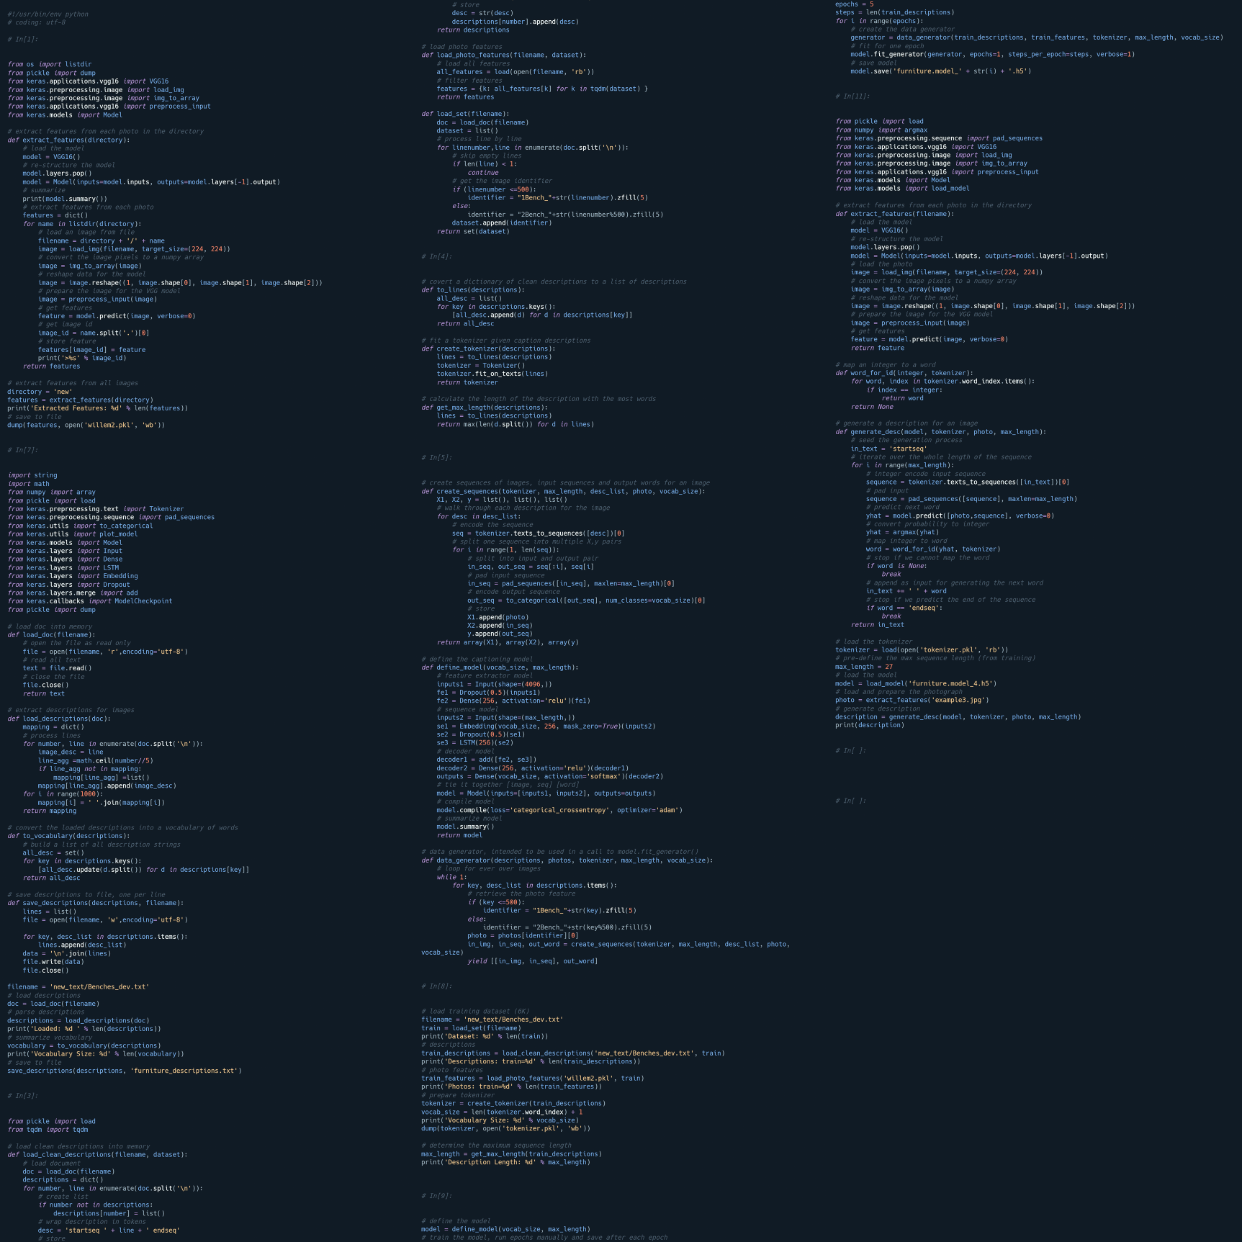 #!/usr/bin/env python
# coding: utf-8
# In[1]:
from os import listdir
from pickle import dump
from keras.applications.vgg16 import VGG16
from keras.preprocessing.image import load_img
from keras.preprocessing.image import img_to_array
from keras.applications.vgg16 import preprocess_input
from keras.models import Model
# extract features from each photo in the directory
def extract_features(directory):
    # load the model
    model = VGG16()
    # re-structure the model
    model.layers.pop()
    model = Model(inputs=model.inputs, outputs=model.layers[-1].output)
    # summarize
    print(model.summary())
    # extract features from each photo
    features = dict()
    for name in listdir(directory):
        # load an image from file
        filename = directory + '/' + name
        image = load_img(filename, target_size=(224, 224))
        # convert the image pixels to a numpy array
        image = img_to_array(image)
        # reshape data for the model
        image = image.reshape((1, image.shape[0], image.shape[1], image.shape[2]))
        # prepare the image for the VGG model
        image = preprocess_input(image)
        # get features
        feature = model.predict(image, verbose=0)
        # get image id
        image_id = name.split('.')[0]
        # store feature
        features[image_id] = feature
        print('>%s' % image_id)
    return features
# extract features from all images
directory = 'new'
features = extract_features(directory)
print('Extracted Features: %d' % len(features))
# save to file
dump(features, open('willem2.pkl', 'wb'))
# In[7]:
import string
import math
from numpy import array
from pickle import load
from keras.preprocessing.text import Tokenizer
from keras.preprocessing.sequence import pad_sequences
from keras.utils import to_categorical
from keras.utils import plot_model
from keras.models import Model
from keras.layers import Input
from keras.layers import Dense
from keras.layers import LSTM
from keras.layers import Embedding
from keras.layers import Dropout
from keras.layers.merge import add
from keras.callbacks import ModelCheckpoint
from pickle import dump
# load doc into memory
def load_doc(filename):
    # open the file as read only
    file = open(filename, 'r',encoding="utf-8")
    # read all text
    text = file.read()
    # close the file
    file.close()
    return text
# extract descriptions for images
def load_descriptions(doc):
    mapping = dict()
    # process lines
    for number, line in enumerate(doc.split('\n')):
        image_desc = line
        line_agg =math.ceil(number//5)
        if line_agg not in mapping:
            mapping[line_agg] =list()
        mapping[line_agg].append(image_desc)
    for i in range(1000):
        mapping[i] = ' '.join(mapping[i])
    return mapping
# convert the loaded descriptions into a vocabulary of words
def to_vocabulary(descriptions):
    # build a list of all description strings
    all_desc = set()
    for key in descriptions.keys():
        [all_desc.update(d.split()) for d in descriptions[key]]
    return all_desc
# save descriptions to file, one per line
def save_descriptions(descriptions, filename):
    lines = list()
    file = open(filename, 'w',encoding="utf-8")
    for key, desc_list in descriptions.items():
        lines.append(desc_list)
    data = '\n'.join(lines)
    file.write(data)
    file.close()
filename = 'new_text/Benches_dev.txt'
# load descriptions
doc = load_doc(filename)
# parse descriptions
descriptions = load_descriptions(doc)
print('Loaded: %d ' % len(descriptions))
# summarize vocabulary
vocabulary = to_vocabulary(descriptions)
print('Vocabulary Size: %d' % len(vocabulary))
# save to file
save_descriptions(descriptions, 'furniture_descriptions.txt')
# In[3]:
from pickle import load
from tqdm import tqdm
# load clean descriptions into memory
def load_clean_descriptions(filename, dataset):
    # load document
    doc = load_doc(filename)
    descriptions = dict()
    for number, line in enumerate(doc.split('\n')):
        # create list
        if number not in descriptions:
            descriptions[number] = list()
        # wrap description in tokens
        desc = 'startseq ' + line + ' endseq'
        # store
        # store
        desc = str(desc)
        descriptions[number].append(desc)
    return descriptions
# load photo features
def load_photo_features(filename, dataset):
    # load all features
    all_features = load(open(filename, 'rb'))
    # filter features
    features = {k: all_features[k] for k in tqdm(dataset) }
    return features
def load_set(filename):
    doc = load_doc(filename)
    dataset = list()
    # process line by line
    for linenumber,line in enumerate(doc.split('\n')):
        # skip empty lines
        if len(line) < 1:
            continue
        # get the image identifier
        if (linenumber <=500):
            identifier = "1Bench_"+str(linenumber).zfill(5)
        else:
            identifier = "2Bench_"+str(linenumber%500).zfill(5)
        dataset.append(identifier)
    return set(dataset)
# In[4]:
# covert a dictionary of clean descriptions to a list of descriptions
def to_lines(descriptions):
    all_desc = list()
    for key in descriptions.keys():
        [all_desc.append(d) for d in descriptions[key]]
    return all_desc
# fit a tokenizer given caption descriptions
def create_tokenizer(descriptions):
    lines = to_lines(descriptions)
    tokenizer = Tokenizer()
    tokenizer.fit_on_texts(lines)
    return tokenizer
# calculate the length of the description with the most words
def get_max_length(descriptions):
    lines = to_lines(descriptions)
    return max(len(d.split()) for d in lines)
# In[5]:
# create sequences of images, input sequences and output words for an image
def create_sequences(tokenizer, max_length, desc_list, photo, vocab_size):
    X1, X2, y = list(), list(), list()
    # walk through each description for the image
    for desc in desc_list:
        # encode the sequence
        seq = tokenizer.texts_to_sequences([desc])[0]
        # split one sequence into multiple X,y pairs
        for i in range(1, len(seq)):
            # split into input and output pair
            in_seq, out_seq = seq[:i], seq[i]
            # pad input sequence
            in_seq = pad_sequences([in_seq], maxlen=max_length)[0]
            # encode output sequence
            out_seq = to_categorical([out_seq], num_classes=vocab_size)[0]
            # store
            X1.append(photo)
            X2.append(in_seq)
            y.append(out_seq)
    return array(X1), array(X2), array(y)
# define the captioning model
def define_model(vocab_size, max_length):
    # feature extractor model
    inputs1 = Input(shape=(4096,))
    fe1 = Dropout(0.5)(inputs1)
    fe2 = Dense(256, activation='relu')(fe1)
    # sequence model
    inputs2 = Input(shape=(max_length,))
    se1 = Embedding(vocab_size, 256, mask_zero=True)(inputs2)
    se2 = Dropout(0.5)(se1)
    se3 = LSTM(256)(se2)
    # decoder model
    decoder1 = add([fe2, se3])
    decoder2 = Dense(256, activation='relu')(decoder1)
    outputs = Dense(vocab_size, activation='softmax')(decoder2)
    # tie it together [image, seq] [word]
    model = Model(inputs=[inputs1, inputs2], outputs=outputs)
    # compile model
    model.compile(loss='categorical_crossentropy', optimizer='adam')
    # summarize model
    model.summary()
    return model
# data generator, intended to be used in a call to model.fit_generator()
def data_generator(descriptions, photos, tokenizer, max_length, vocab_size):
    # loop for ever over images
    while 1:
        for key, desc_list in descriptions.items():
            # retrieve the photo feature
            if (key <=500):
                identifier = "1Bench_"+str(key).zfill(5)
            else:
                identifier = "2Bench_"+str(key%500).zfill(5)
            photo = photos[identifier][0]
            in_img, in_seq, out_word = create_sequences(tokenizer, max_length, desc_list, photo,
vocab_size)
            yield [[in_img, in_seq], out_word]
# In[8]:
# load training dataset (6K)
filename = 'new_text/Benches_dev.txt'
train = load_set(filename)
print('Dataset: %d' % len(train))
# descriptions
train_descriptions = load_clean_descriptions('new_text/Benches_dev.txt', train)
print('Descriptions: train=%d' % len(train_descriptions))
# photo features
train_features = load_photo_features('willem2.pkl', train)
print('Photos: train=%d' % len(train_features))
# prepare tokenizer
tokenizer = create_tokenizer(train_descriptions)
vocab_size = len(tokenizer.word_index) + 1
print('Vocabulary Size: %d' % vocab_size)
dump(tokenizer, open('tokenizer.pkl', 'wb'))
# determine the maximum sequence length
max_length = get_max_length(train_descriptions)
print('Description Length: %d' % max_length)
# In[9]:
# define the model
model = define_model(vocab_size, max_length)
# train the model, run epochs manually and save after each epoch
epochs = 5
steps = len(train_descriptions)
for i in range(epochs):
    # create the data generator
    generator = data_generator(train_descriptions, train_features, tokenizer, max_length, vocab_size)
    # fit for one epoch
    model.fit_generator(generator, epochs=1, steps_per_epoch=steps, verbose=1)
    # save model
    model.save('furniture.model_' + str(i) + '.h5')
# In[11]:
from pickle import load
from numpy import argmax
from keras.preprocessing.sequence import pad_sequences
from keras.applications.vgg16 import VGG16
from keras.preprocessing.image import load_img
from keras.preprocessing.image import img_to_array
from keras.applications.vgg16 import preprocess_input
from keras.models import Model
from keras.models import load_model
# extract features from each photo in the directory
def extract_features(filename):
    # load the model
    model = VGG16()
    # re-structure the model
    model.layers.pop()
    model = Model(inputs=model.inputs, outputs=model.layers[-1].output)
    # load the photo
    image = load_img(filename, target_size=(224, 224))
    # convert the image pixels to a numpy array
    image = img_to_array(image)
    # reshape data for the model
    image = image.reshape((1, image.shape[0], image.shape[1], image.shape[2]))
    # prepare the image for the VGG model
    image = preprocess_input(image)
    # get features
    feature = model.predict(image, verbose=0)
    return feature
# map an integer to a word
def word_for_id(integer, tokenizer):
    for word, index in tokenizer.word_index.items():
        if index == integer:
            return word
    return None
# generate a description for an image
def generate_desc(model, tokenizer, photo, max_length):
    # seed the generation process
    in_text = 'startseq'
    # iterate over the whole length of the sequence
    for i in range(max_length):
        # integer encode input sequence
        sequence = tokenizer.texts_to_sequences([in_text])[0]
        # pad input
        sequence = pad_sequences([sequence], maxlen=max_length)
        # predict next word
        yhat = model.predict([photo,sequence], verbose=0)
        # convert probability to integer
        yhat = argmax(yhat)
        # map integer to word
        word = word_for_id(yhat, tokenizer)
        # stop if we cannot map the word
        if word is None:
            break
        # append as input for generating the next word
        in_text += ' ' + word
        # stop if we predict the end of the sequence
        if word == 'endseq':
            break
    return in_text
# load the tokenizer
tokenizer = load(open('tokenizer.pkl', 'rb'))
# pre-define the max sequence length (from training)
max_length = 27
# load the model
model = load_model('furniture.model_4.h5')
# load and prepare the photograph
photo = extract_features('example3.jpg')
# generate description
description = generate_desc(model, tokenizer, photo, max_length)
print(description)
# In[ ]:
# In[ ]: